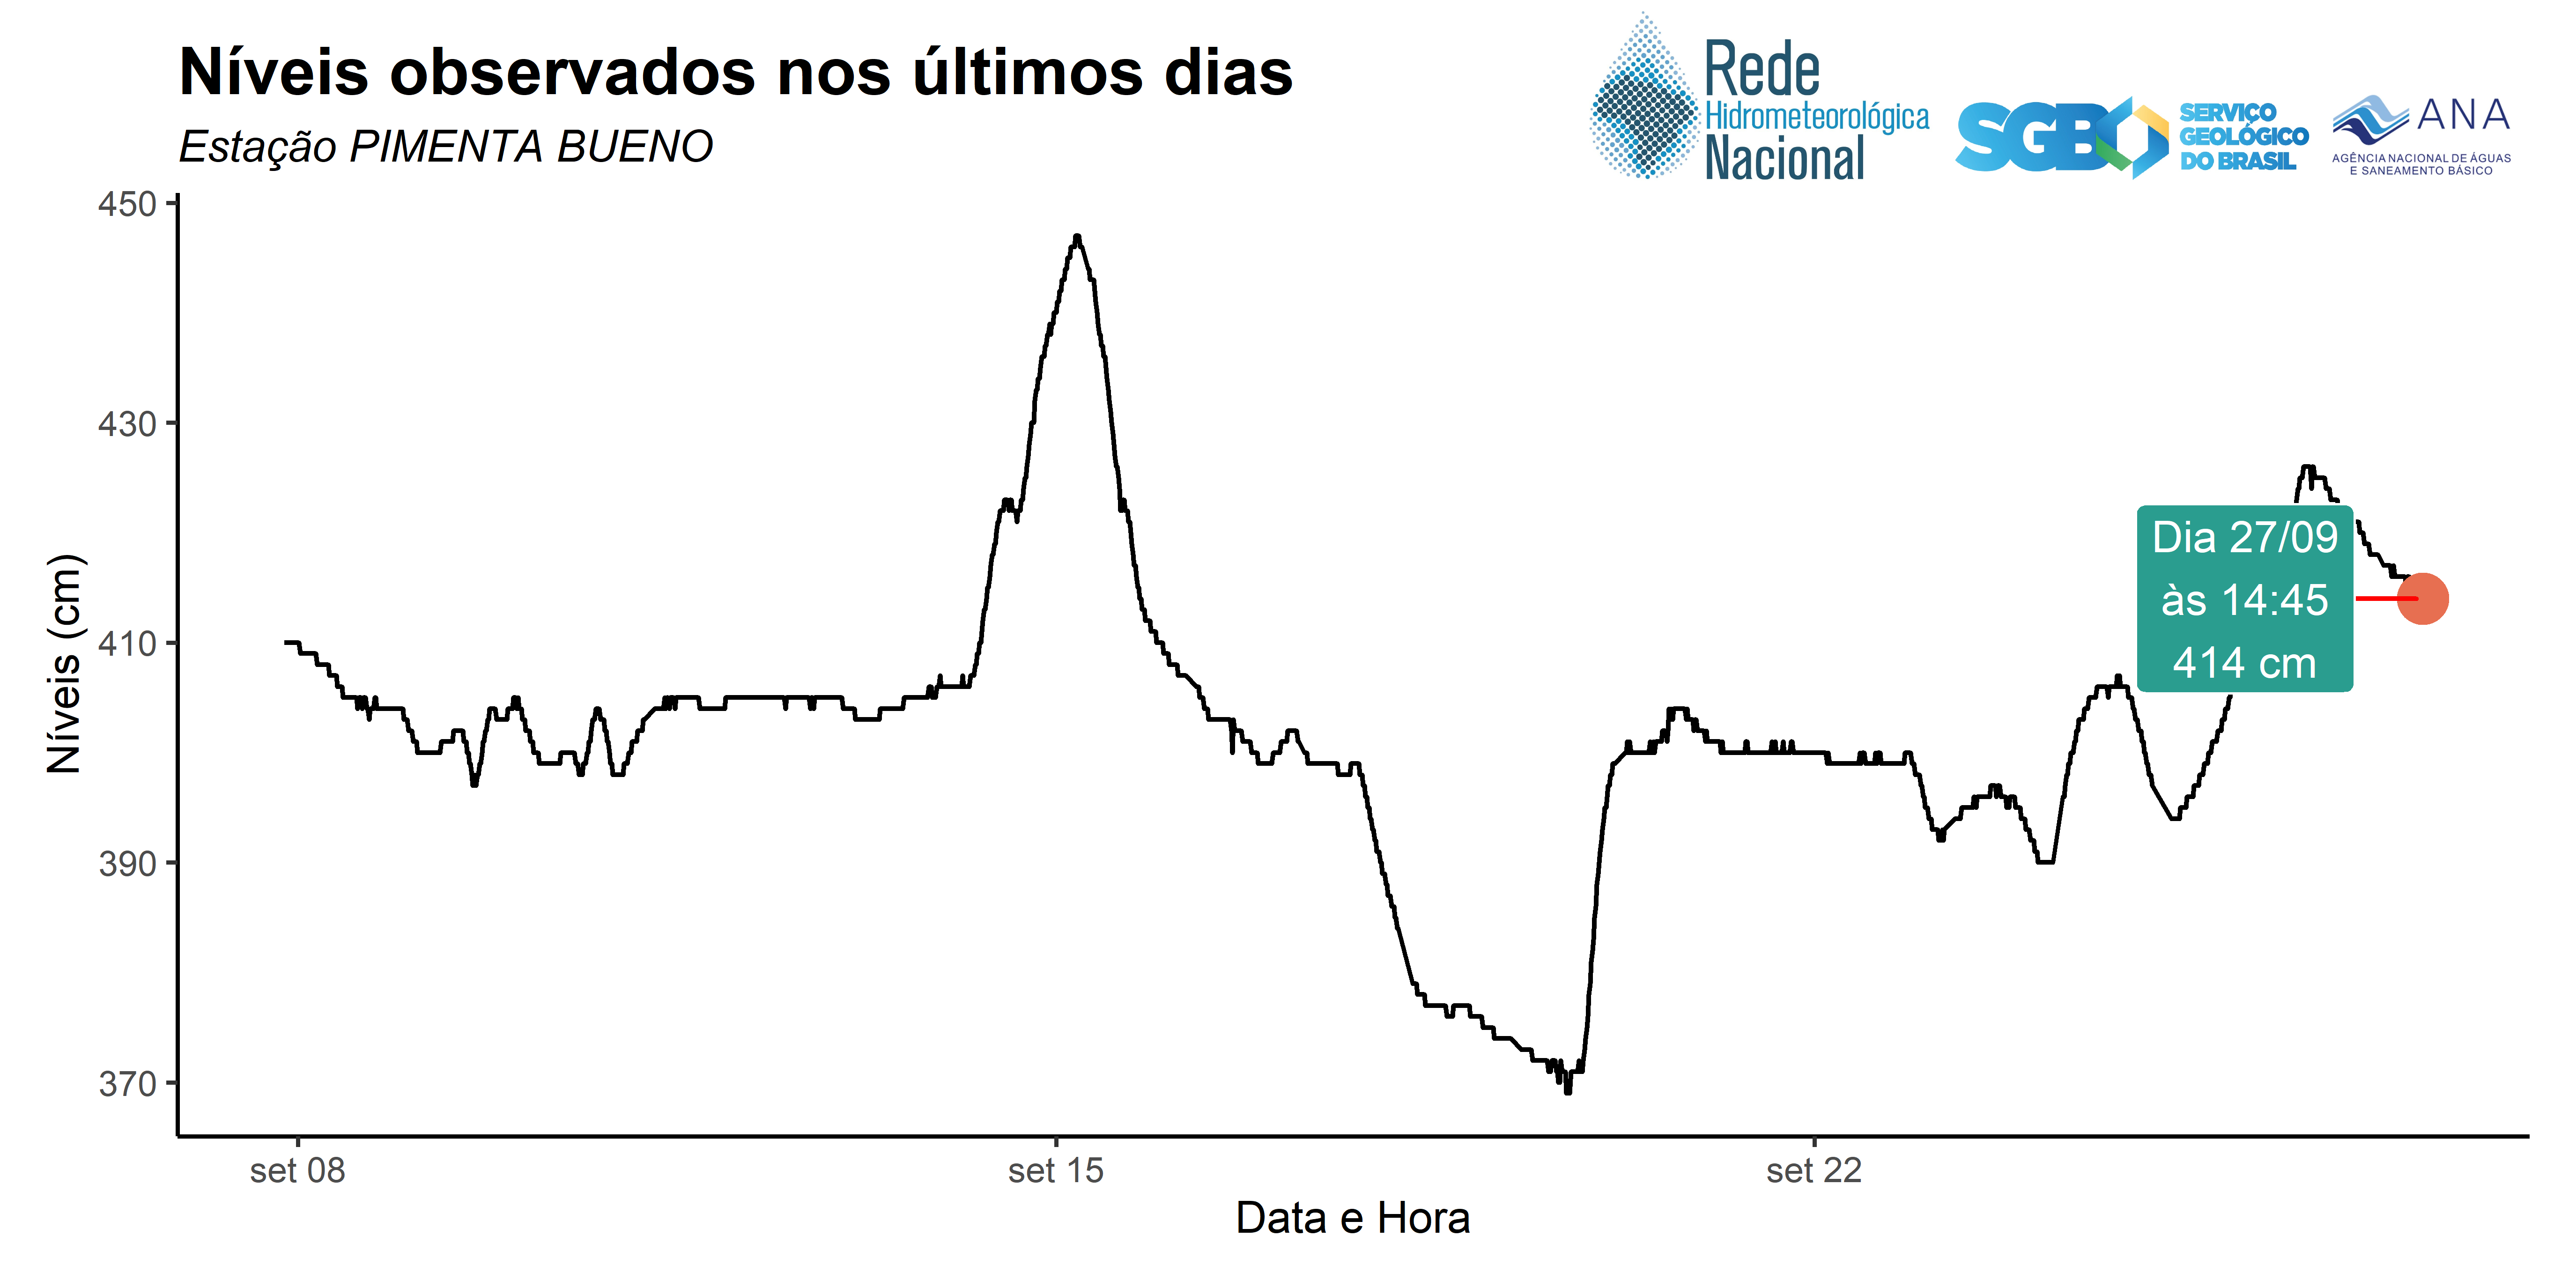 Níveis observados nos últimos dias
Estação PIMENTA BUENO
Rede
Hidrometeorológica
Nacional
SGB
SERVIÇO
GEOLÓGICO
DO BRASIL
ANA
AGÊNCIA NACIONAL DE ÁGUAS
E SANEAMENTO BÁSICO
Níveis (cm)
450
430
410
390
370
Dia 27/09
às 14:45
414 cm
set 08
set 15
set 22
Data e Hora